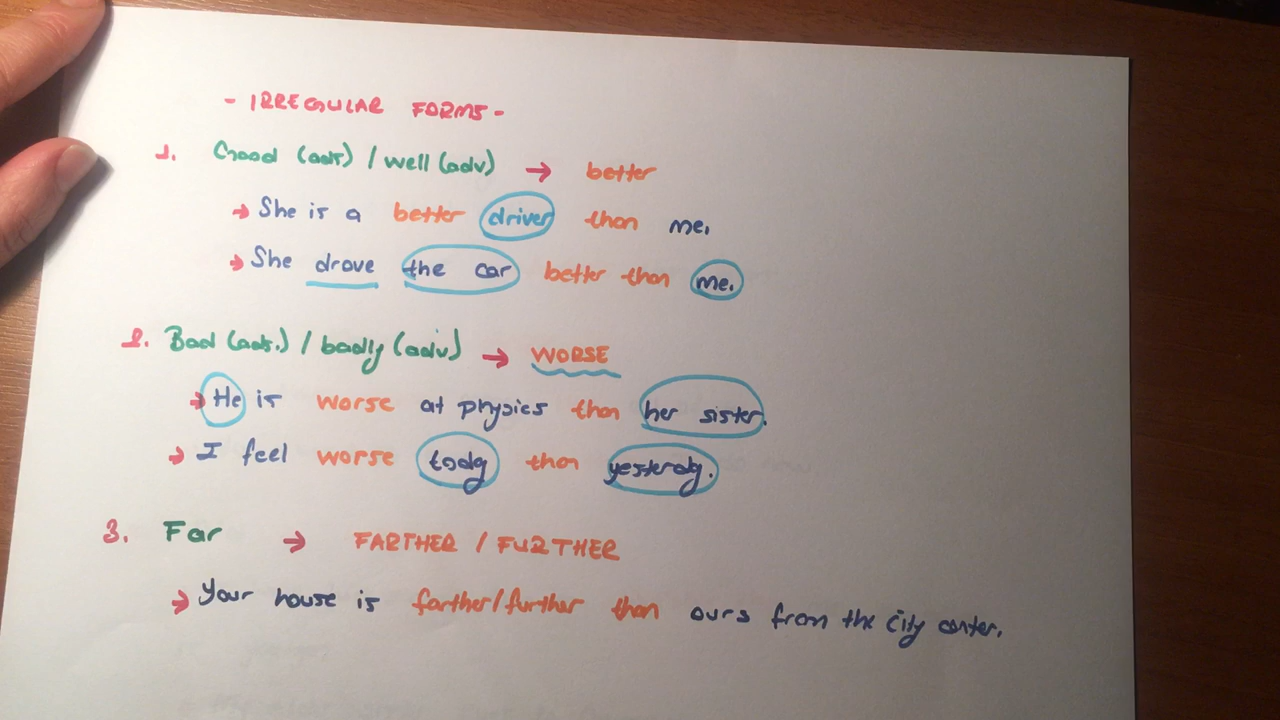 - IRREGULAR FORMS -
1. Good (adj) / well (adv) → better
→ She is a better driver than me.
→ She drove the car better than me.
2. Bad (adj.) / badly (adv) → WORSE
→ He is worse at physics than her sister.
→ I feel worse today than yesterday.
3. Far → FARTHER / FURTHER
→ Your house is farther/further than ours from the city center.